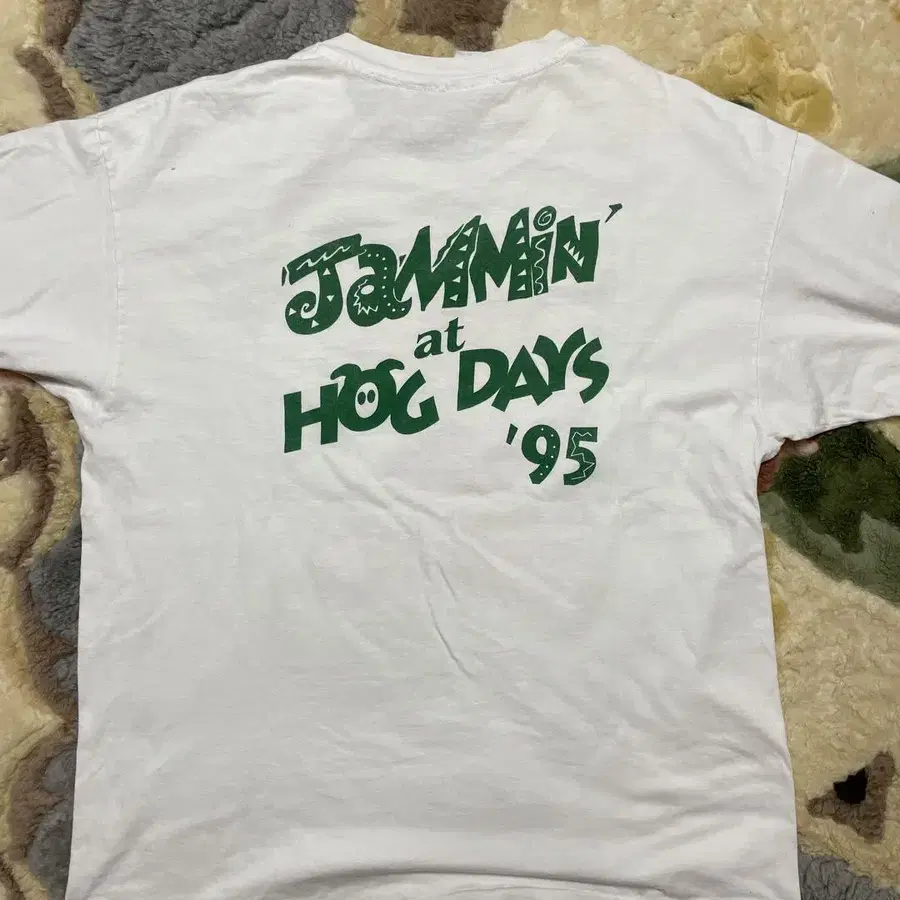 Jammin'
at
HOG DAYS
'95